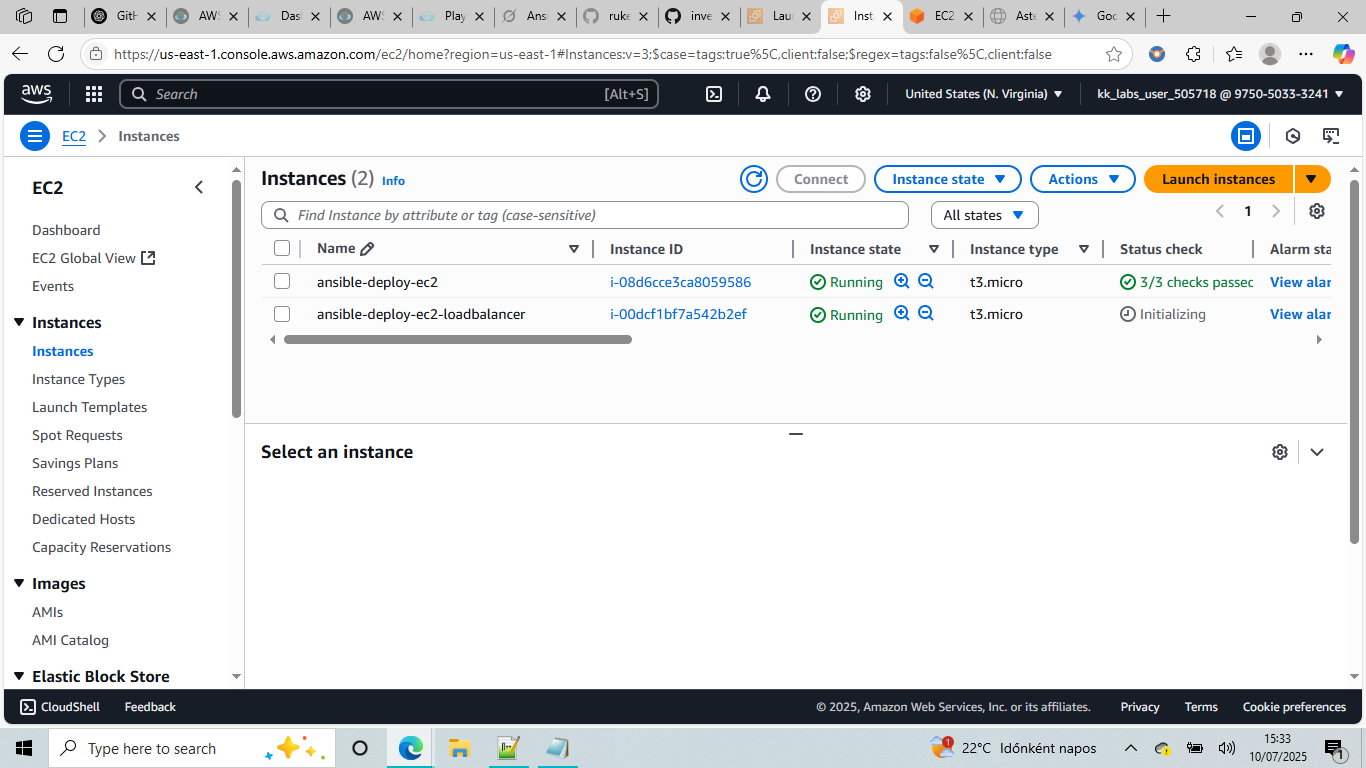 GitH
AWS
Dash
AWS
Play
Ansi
ruke
inve
Laun
Inst
EC2
Aste
Goo
https://us-east-1.console.aws.amazon.com/ec2/home?region=us-east-1#Instances:v=3;$case=tags:true%5C,client:false;$regex=tags:false%5C,client:false
aws
Search
[Alt+S]
United States (N. Virginia)
kk_labs_user_505718 @ 9750-5033-3241
EC2
Instances
EC2
Dashboard
EC2 Global View
Events
Instances
Instances
Instance Types
Launch Templates
Spot Requests
Savings Plans
Reserved Instances
Dedicated Hosts
Capacity Reservations
Images
AMIs
AMI Catalog
Elastic Block Store
Instances (2) Info
Connect
Instance state
Actions
Launch instances
Find Instance by attribute or tag (case-sensitive)
All states
1
Name Instance ID Instance state Instance type Status check Alarm sta
ansible-deploy-ec2 i-08d6cce3ca8059586 Running t3.micro 3/3 checks passed View alar
ansible-deploy-ec2-loadbalancer i-00dcf1bf7a542b2ef Running t3.micro Initializing View alar
Select an instance
CloudShell Feedback © 2025, Amazon Web Services, Inc. or its affiliates. Privacy Terms Cookie preferences
Type here to search
1
22°C Időnként napos
15:33
10/07/2025
1